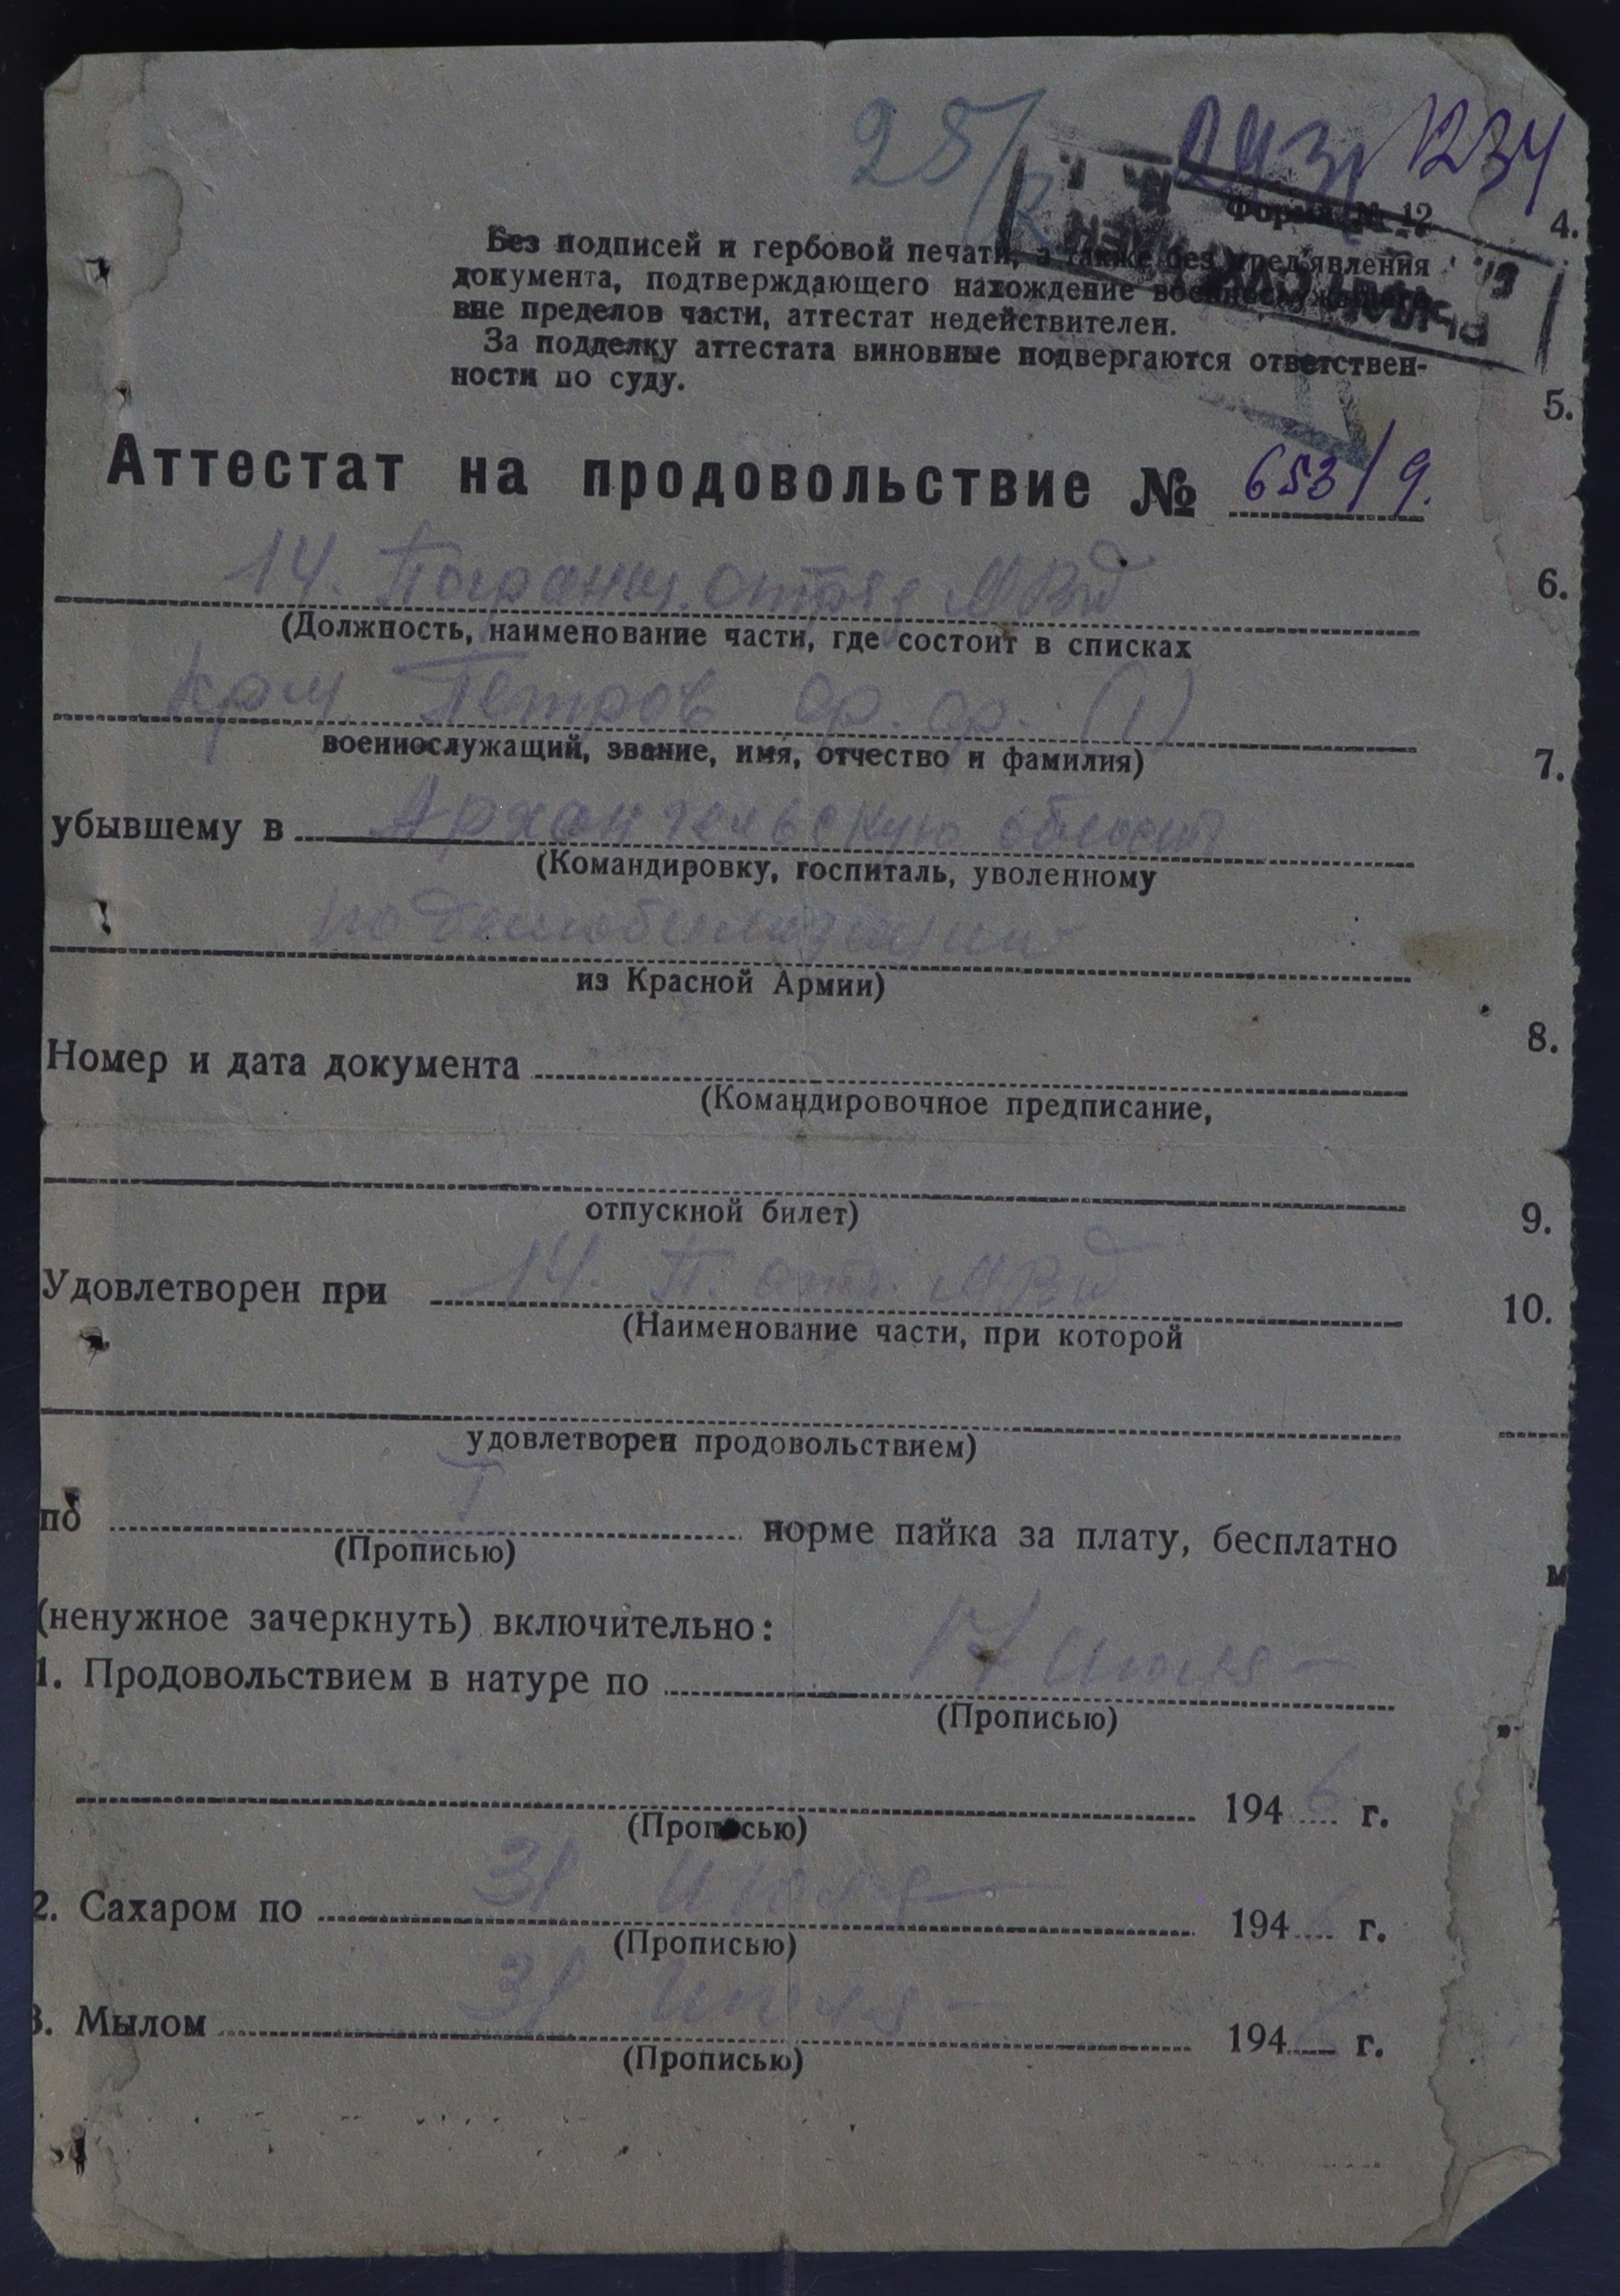 25/
243/ 1234
Форма № 12
Без подписей и гербовой печати, а также без предъявления
документа, подтверждающего нахождение военнослужащего
вне пределов части, аттестат недействителен.
За подделку аттестата виновные подвергаются ответствен-
ности по суду.
Аттестат на продовольствие № 653/9.
14. Погранич. отряд МВД
(Должность, наименование части, где состоит в списках
Кр-ц Петров
военнослужащий, звание, имя, отчество и фамилия)
убывшему в Архангельскую область
(Командировку, госпиталь, уволенному
по демобилизации
из Красной Армии)
Номер и дата документа
(Командировочное предписание,
отпускной билет)
Удовлетворен при 14. П. отр. МВД
(Наименование части, при которой
удовлетворен продовольствием)
по I норме пайка за плату, бесплатно
(Прописью)
(ненужное зачеркнуть) включительно:
1. Продовольствием в натуре по 17 Июля
(Прописью)
194 6 г.
(Прописью)
2. Сахаром по 31 Июля 194 6 г.
(Прописью)
3. Мылом 31 Июля 194 6 г.
(Прописью)
4.
5.
6.
7.
8.
9.
10.